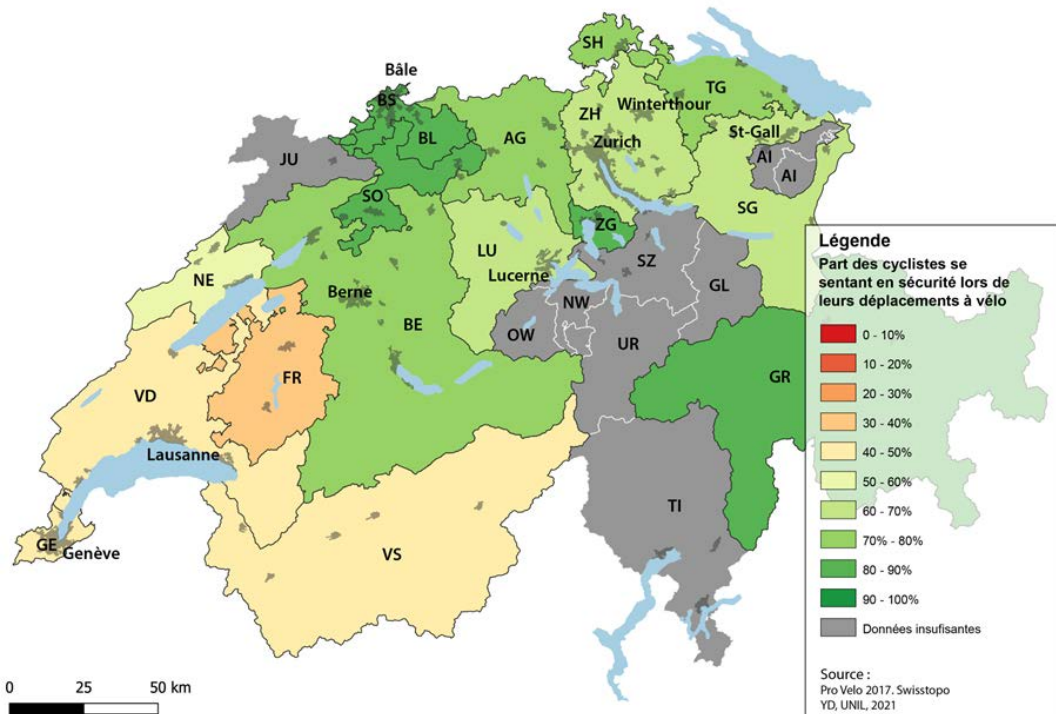 SH
Bâle
BS
TG
ZH
Winterthour
BL
AG
St-Gall
Zurich
JU
AI
AI
SO
SG
ZG
LU
SZ
Lucerne
NE
GL
Berne
NW
BE
OW
UR
FR
GR
VD
Lausanne
TI
GE
Genève
VS
Légende
Part des cyclistes se
sentant en sécurité lors de
leurs déplacements à vélo
0 - 10%
10 - 20%
20 - 30%
30 - 40%
40 - 50%
50 - 60%
60 - 70%
70% - 80%
80 - 90%
90 - 100%
Données insufisantes
Source :
Pro Velo 2017. Swisstopo
YD, UNIL, 2021
0 25 50 km